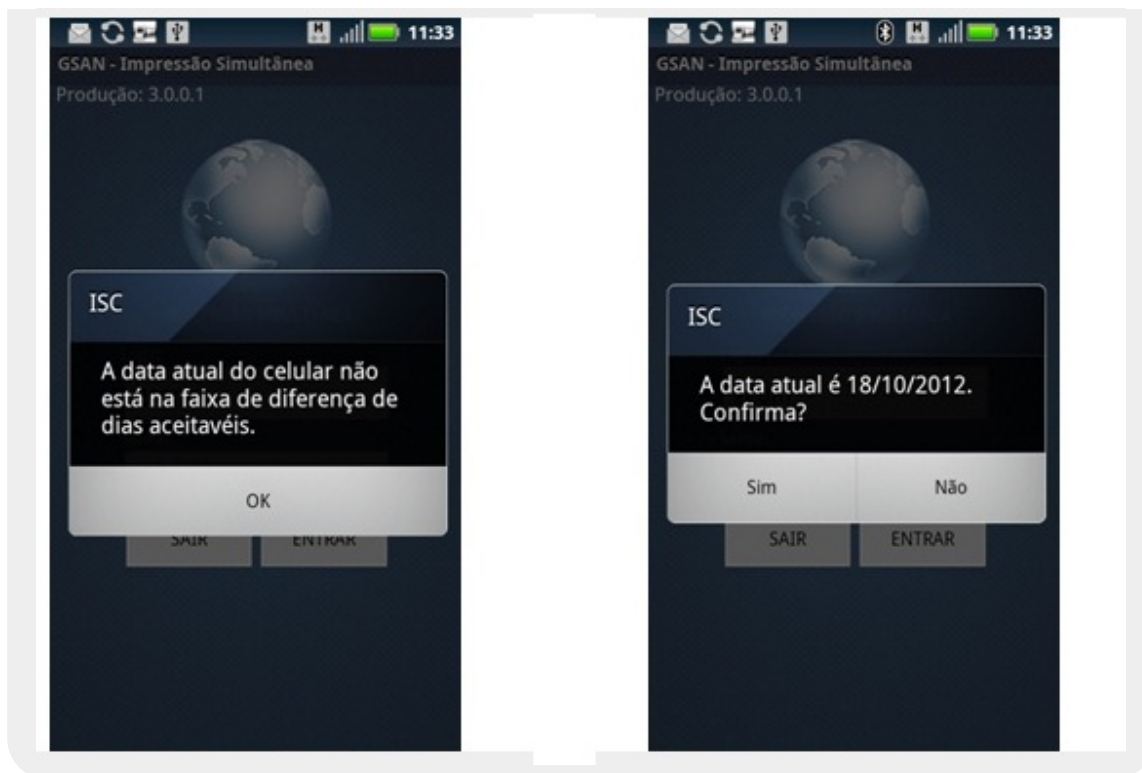 11:33
GSAN - Impressão Simultânea
Produção: 3.0.0.1
ISC
A data atual do celular não
está na faixa de diferença de
dias aceitavéis.
OK
SAIR
ENTRAR
11:33
GSAN - Impressão Simultânea
Produção: 3.0.0.1
ISC
A data atual é 18/10/2012.
Confirma?
Sim
Não
SAIR
ENTRAR